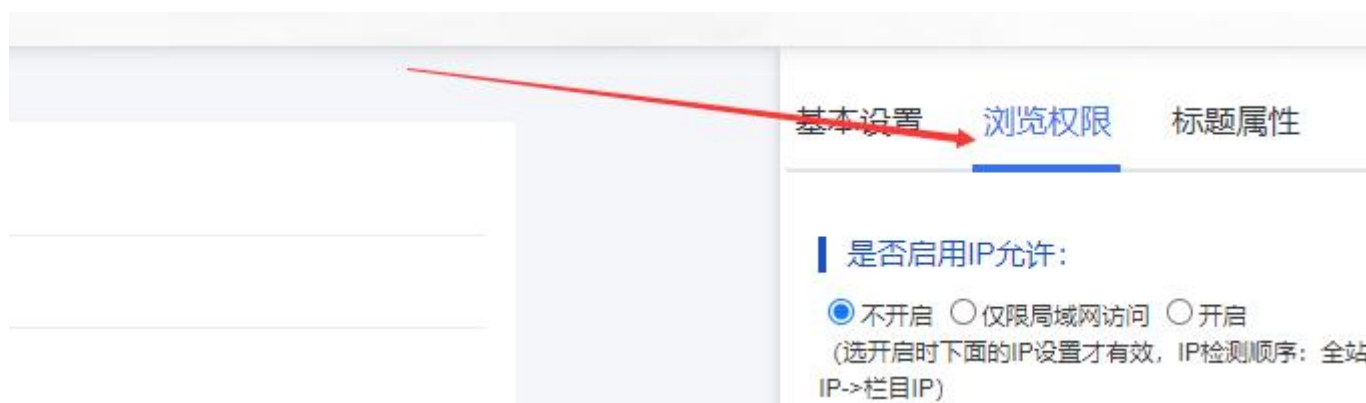 基本设置 浏览权限 标题属性
是否启用IP允许：
不开启 仅限局域网访问 开启
(选开启时下面的IP设置才有效，IP检测顺序：全站
IP->栏目IP)